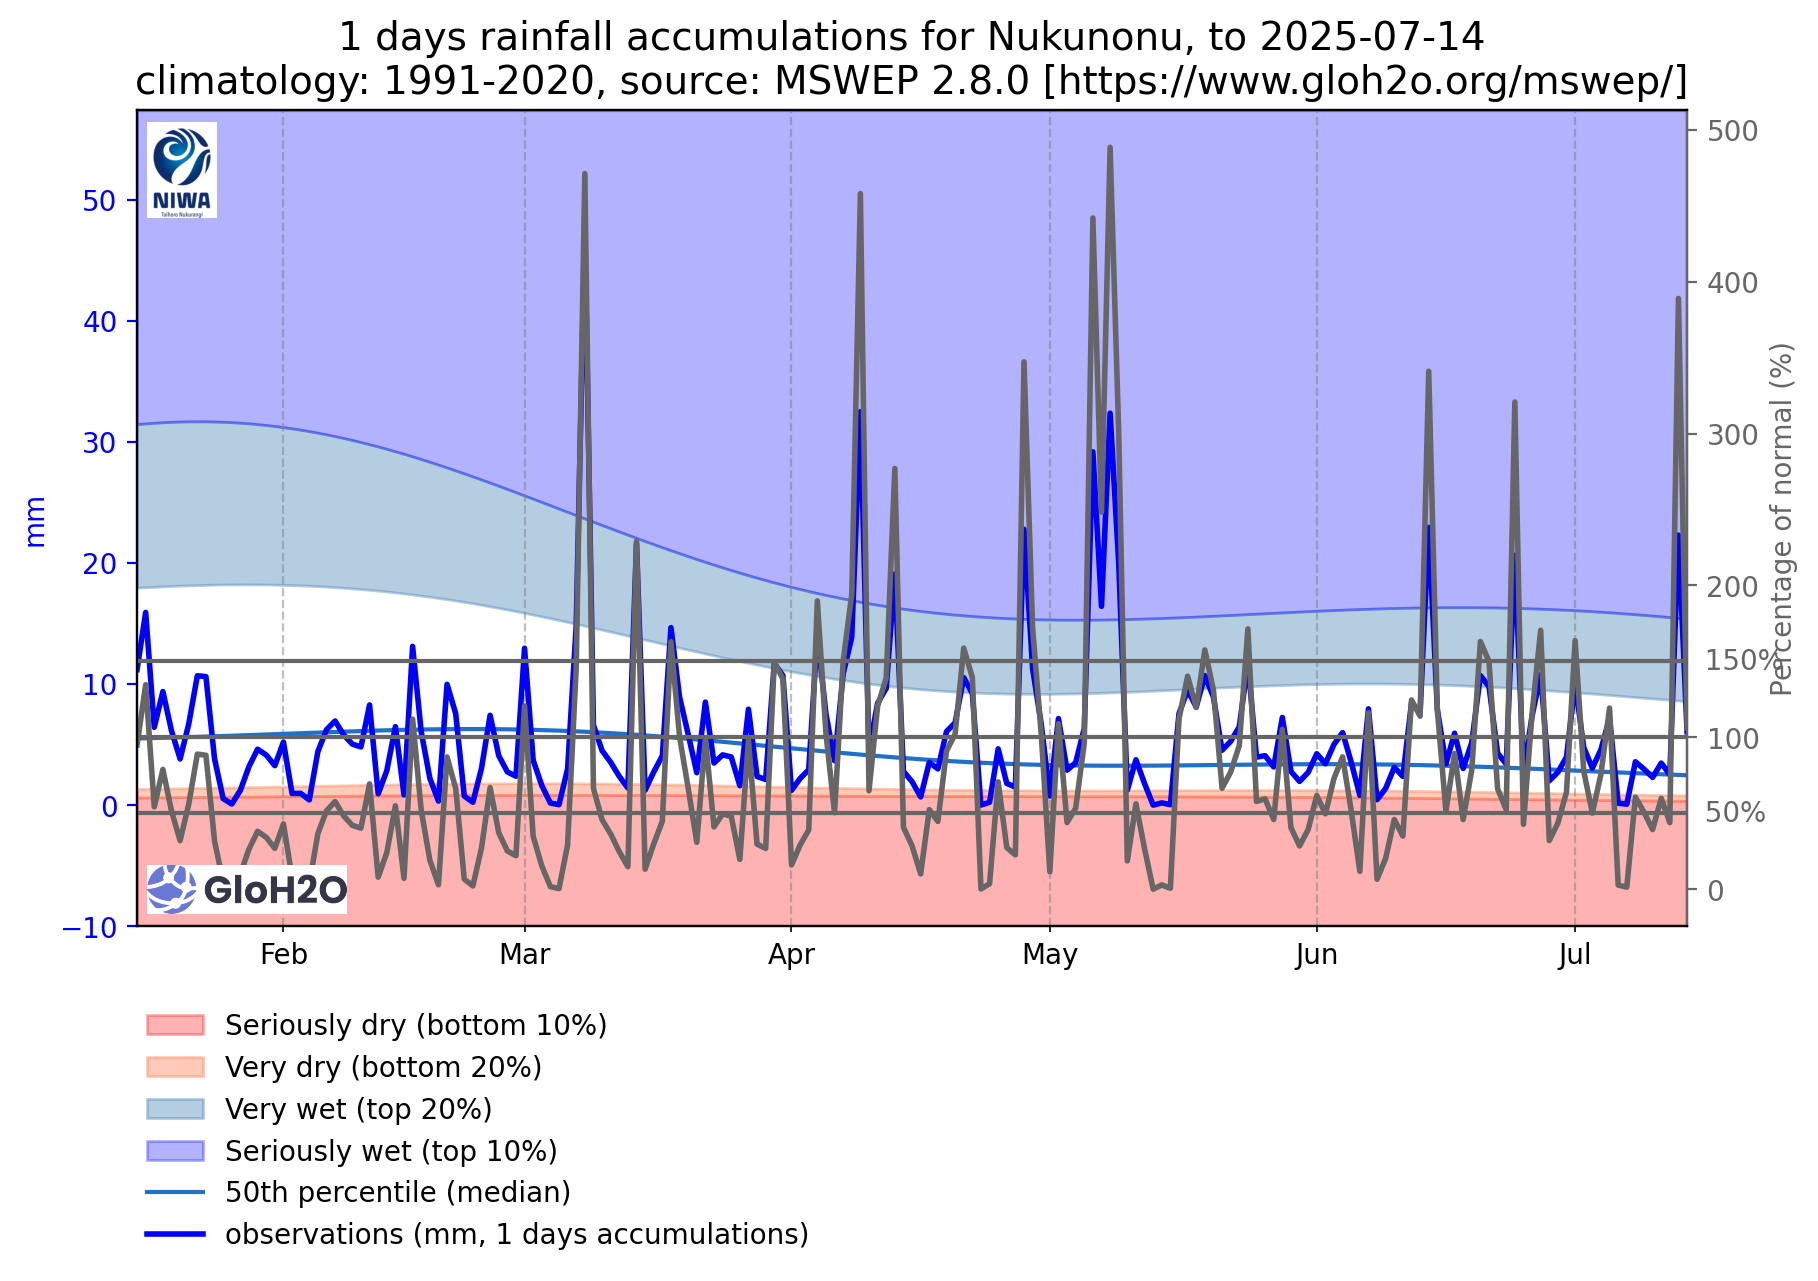 1 days rainfall accumulations for Nukunonu, to 2025-07-14
climatology: 1991-2020, source: MSWEP 2.8.0 [https://www.gloh2o.org/mswep/]
NIWA
Taihoro Nukurangi
50
40
30
20
10
0
−10
mm
500
400
300
200
150%
100
50%
0
Percentage of normal (%)
GloH2O
Feb
Mar
Apr
May
Jun
Jul
Seriously dry (bottom 10%)
Very dry (bottom 20%)
Very wet (top 20%)
Seriously wet (top 10%)
50th percentile (median)
observations (mm, 1 days accumulations)